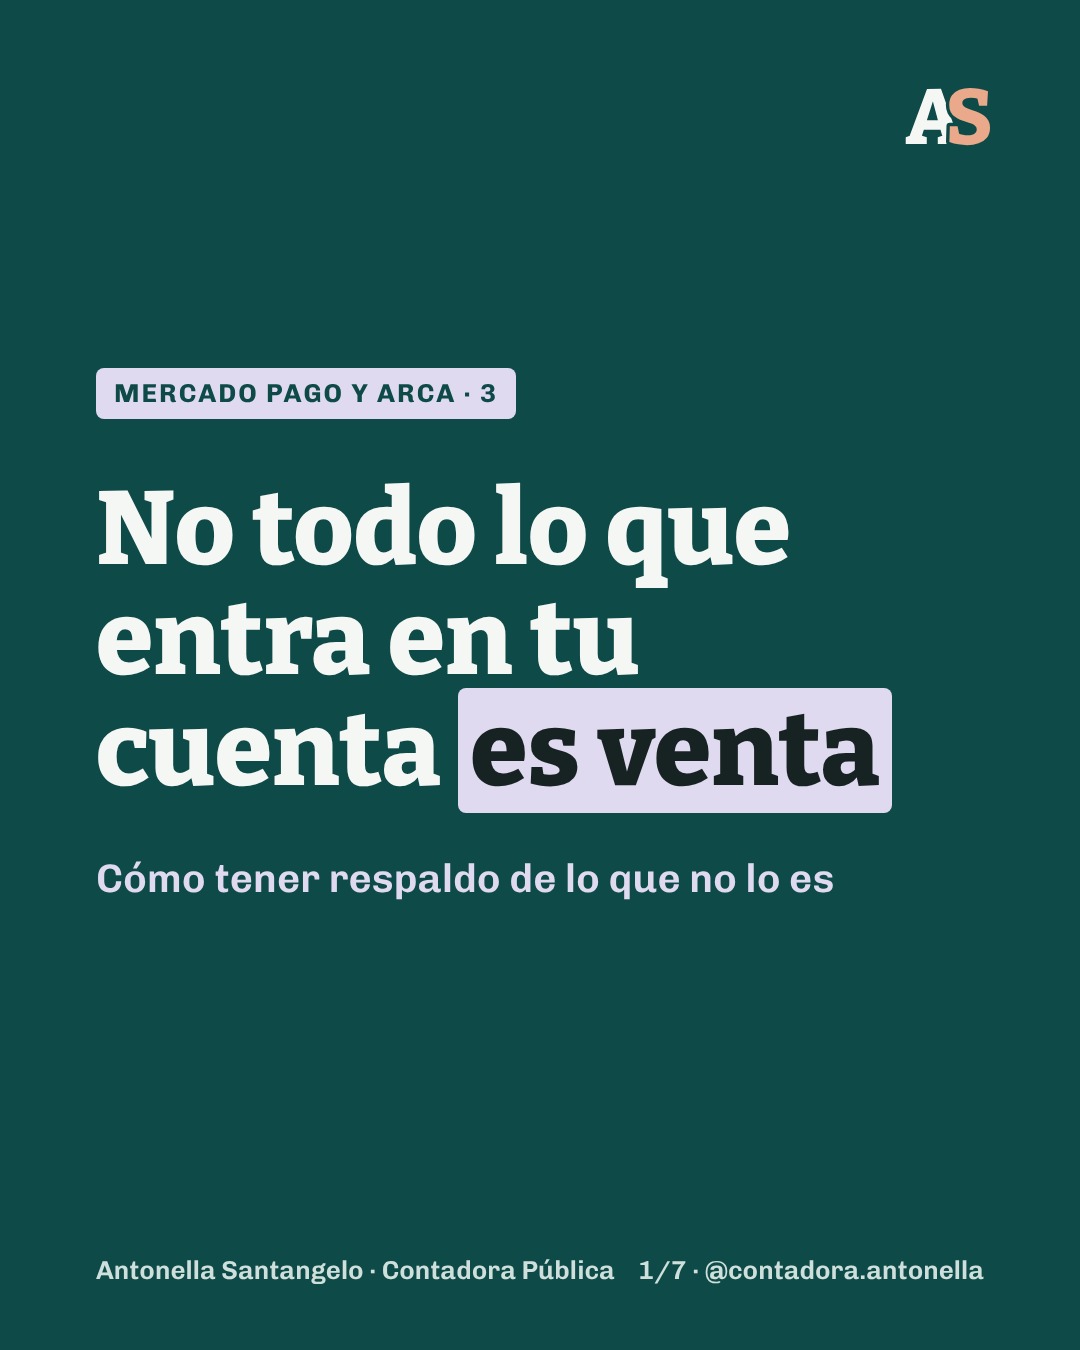 AS
MERCADO PAGO Y ARCA · 3
No todo lo que
entra en tu
cuenta es venta
Cómo tener respaldo de lo que no lo es
Antonella Santangelo · Contadora Pública 1/7 · @contadora.antonella